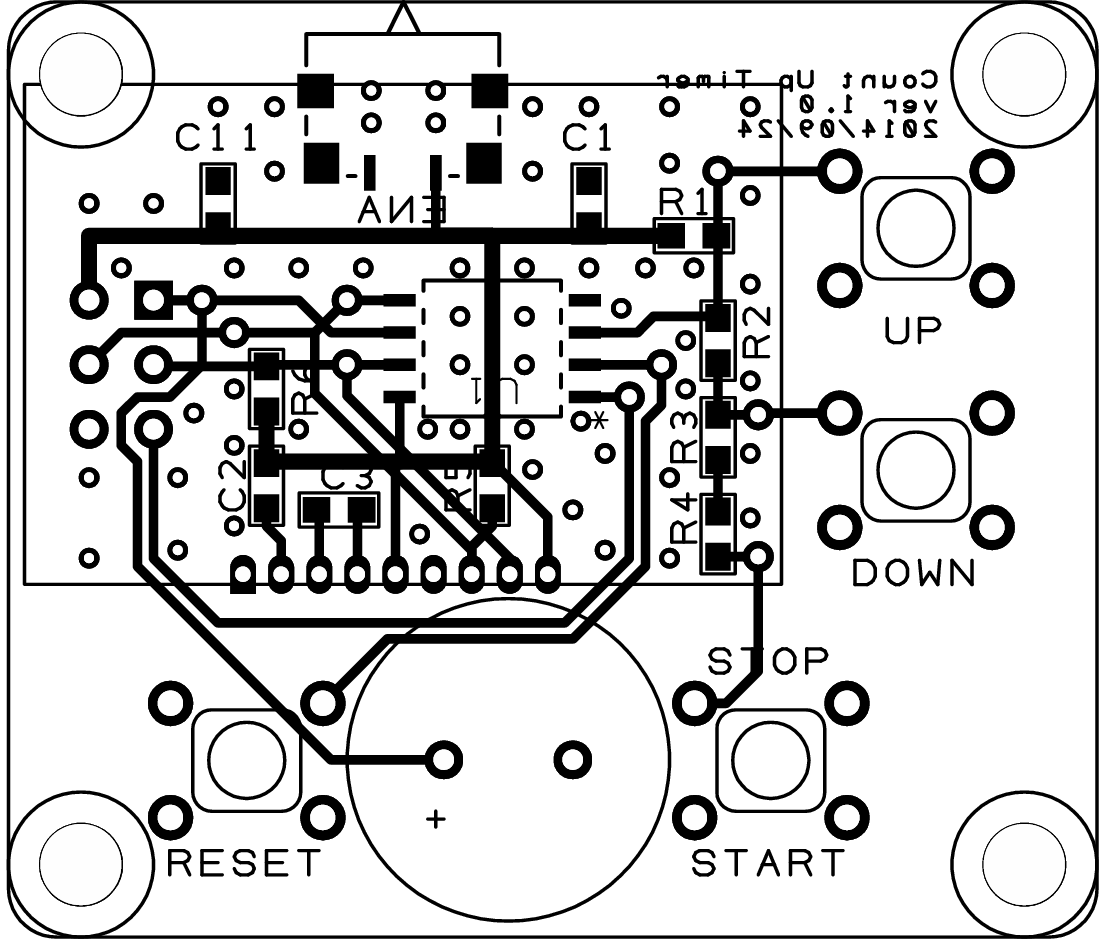 Count Up Timer
ver 1.0
2014/09/24
C11
C1
ENA
R1
R2
UP
R6
U1
*
R3
C2
C3
R5
R4
DOWN
STOP
+
RESET
START